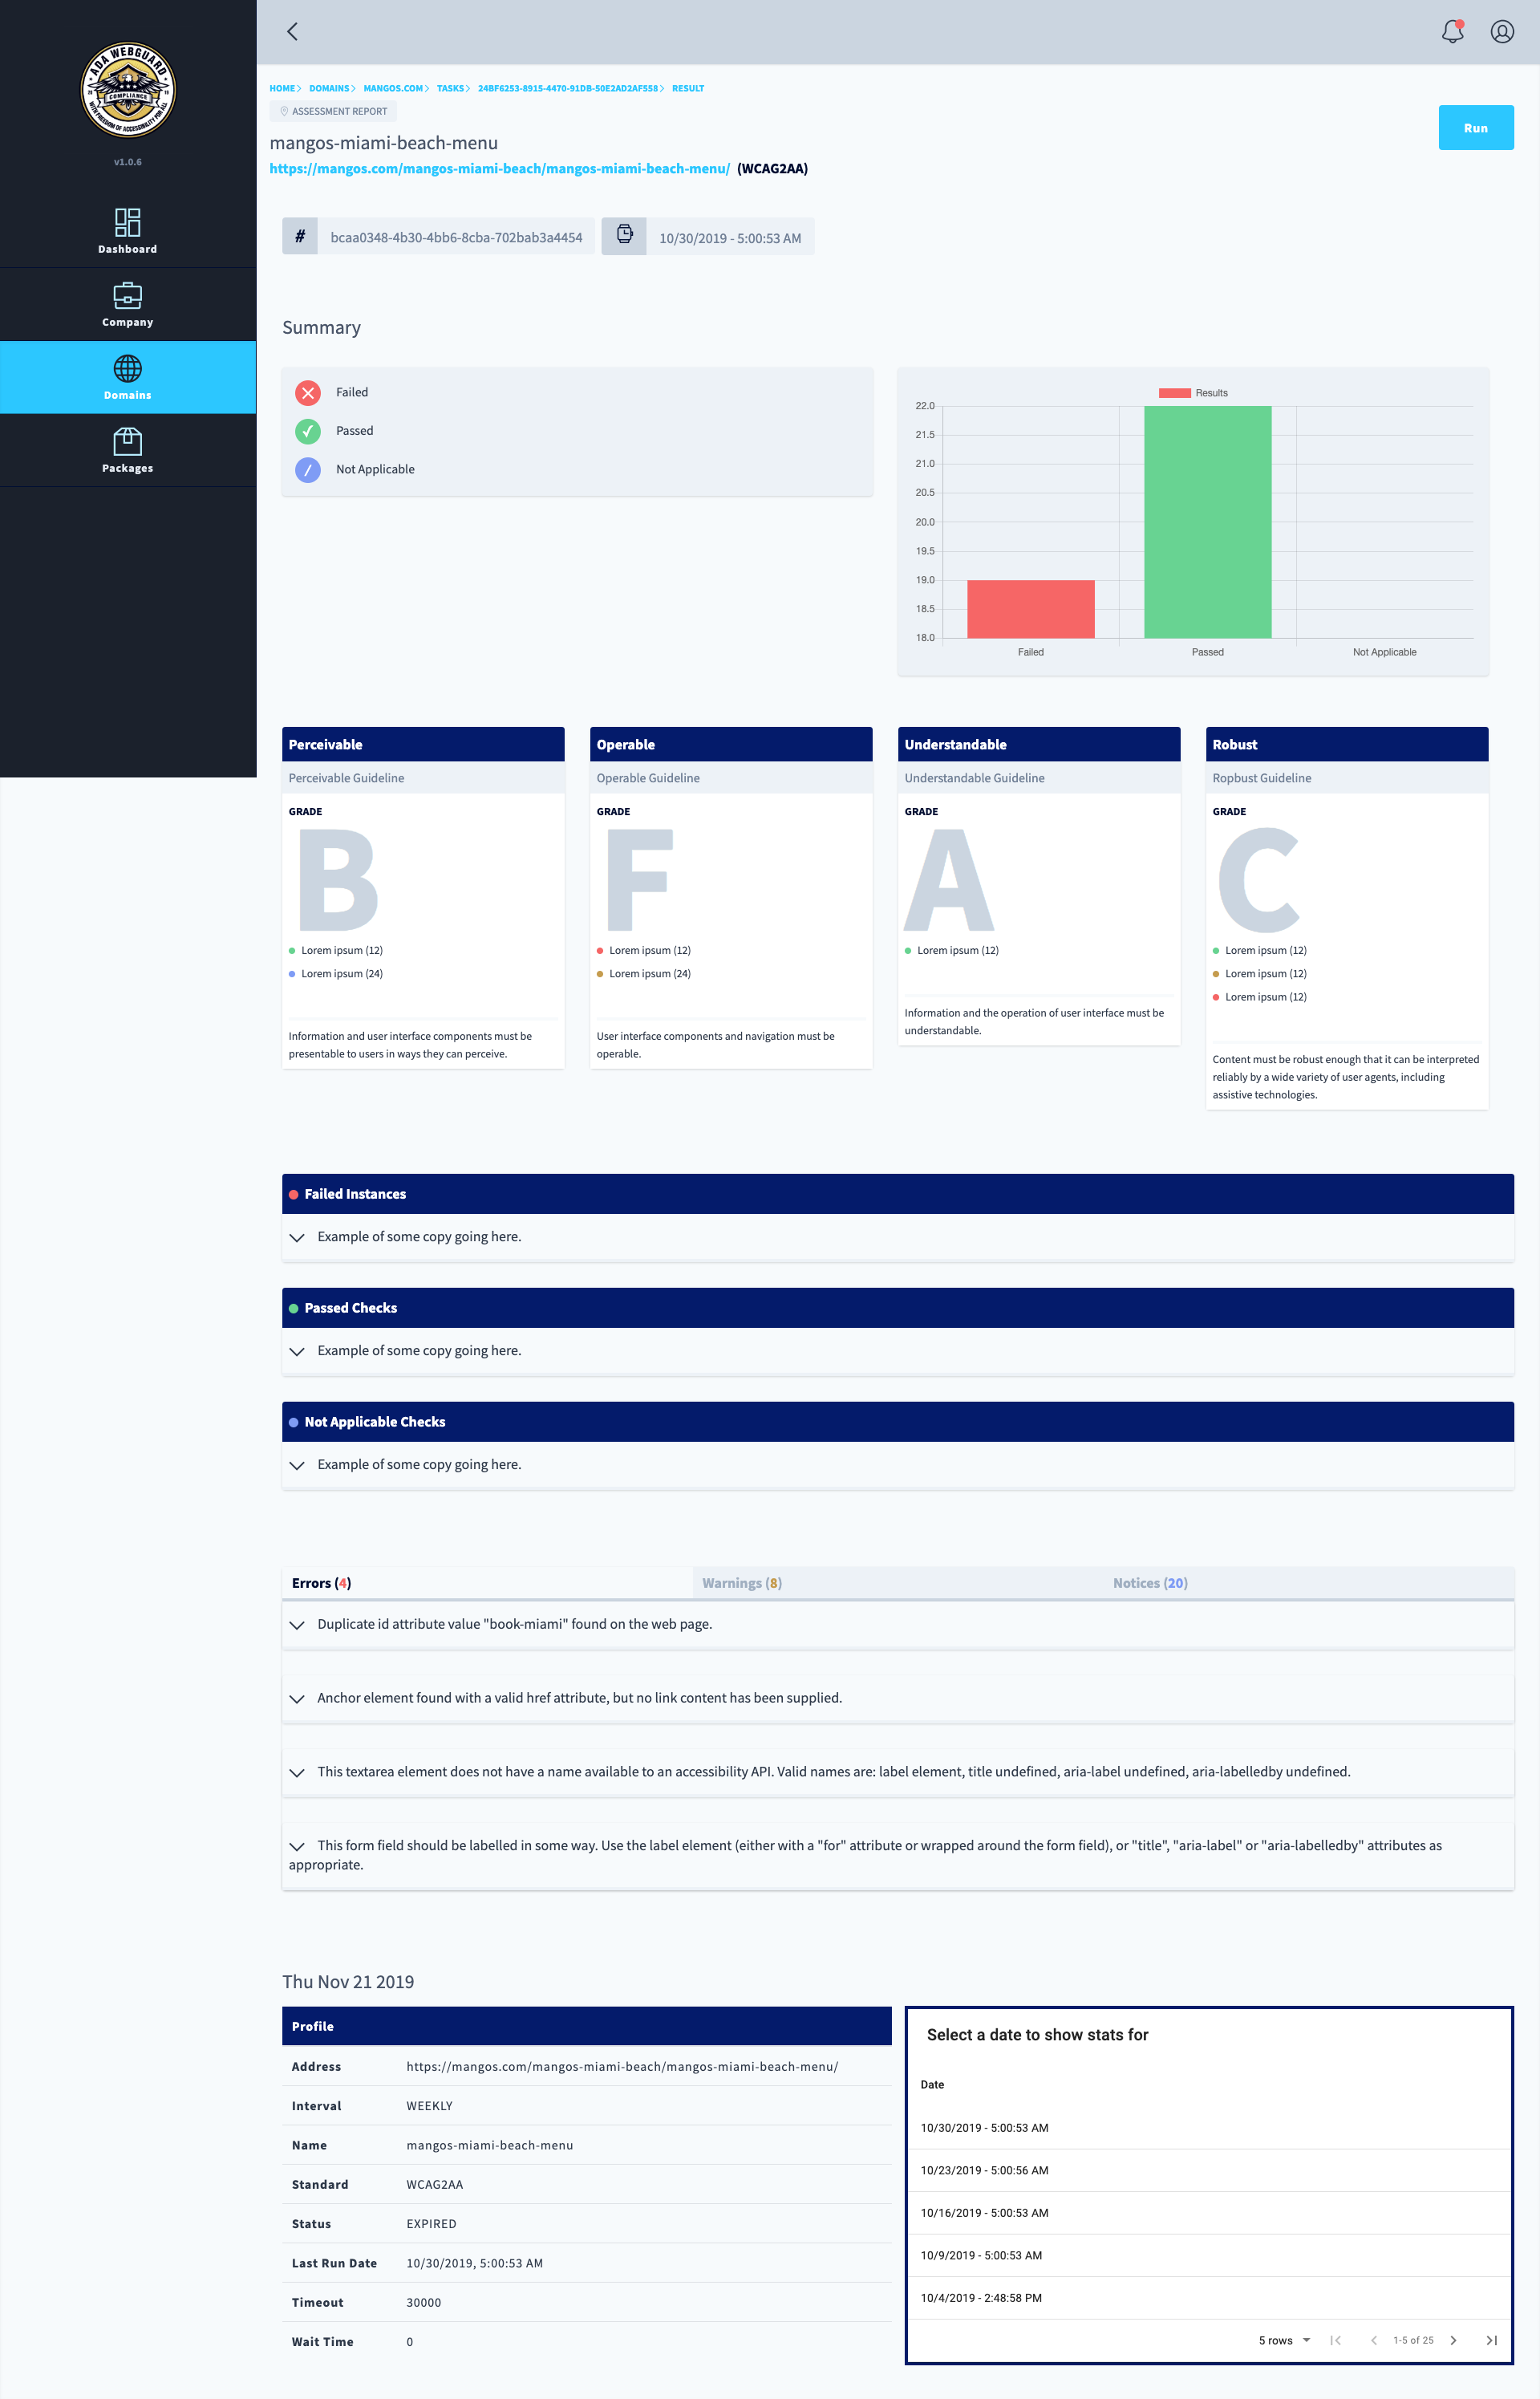 ADA WEBGUARD
COMPLIANCE
WITH FREEDOM OF ACCESSIBILITY FOR ALL
v1.0.6
Dashboard
Company
Domains
Packages
HOME DOMAINS MANGOS.COM TASKS 24BF6253-8915-4470-91DB-50E2AD2AF558 RESULT
ASSESSMENT REPORT
mangos-miami-beach-menu
https://mangos.com/mangos-miami-beach/mangos-miami-beach-menu/ (WCAG2AA)
Run
# bcaa0348-4b30-4bb6-8cba-702bab3a4454
10/30/2019 - 5:00:53 AM
Summary
Failed
Passed
Not Applicable
Results
22.0
21.5
21.0
20.5
20.0
19.5
19.0
18.5
18.0
Failed Passed Not Applicable
Perceivable
Perceivable Guideline
GRADE
B
Lorem ipsum (12)
Lorem ipsum (24)
Information and user interface components must be
presentable to users in ways they can perceive.
Operable
Operable Guideline
GRADE
F
Lorem ipsum (12)
Lorem ipsum (24)
User interface components and navigation must be
operable.
Understandable
Understandable Guideline
GRADE
A
Lorem ipsum (12)
Information and the operation of user interface must be
understandable.
Robust
Ropbust Guideline
GRADE
C
Lorem ipsum (12)
Lorem ipsum (12)
Lorem ipsum (12)
Content must be robust enough that it can be interpreted
reliably by a wide variety of user agents, including
assistive technologies.
Failed Instances
Example of some copy going here.
Passed Checks
Example of some copy going here.
Not Applicable Checks
Example of some copy going here.
Errors (4) Warnings (8) Notices (20)
Duplicate id attribute value "book-miami" found on the web page.
Anchor element found with a valid href attribute, but no link content has been supplied.
This textarea element does not have a name available to an accessibility API. Valid names are: label element, title undefined, aria-label undefined, aria-labelledby undefined.
This form field should be labelled in some way. Use the label element (either with a "for" attribute or wrapped around the form field), or "title", "aria-label" or "aria-labelledby" attributes as
appropriate.
Thu Nov 21 2019
Profile
Address https://mangos.com/mangos-miami-beach/mangos-miami-beach-menu/
Interval WEEKLY
Name mangos-miami-beach-menu
Standard WCAG2AA
Status EXPIRED
Last Run Date 10/30/2019, 5:00:53 AM
Timeout 30000
Wait Time 0
Select a date to show stats for
Date
10/30/2019 - 5:00:53 AM
10/23/2019 - 5:00:56 AM
10/16/2019 - 5:00:53 AM
10/9/2019 - 5:00:53 AM
10/4/2019 - 2:48:58 PM
5 rows 1-5 of 25